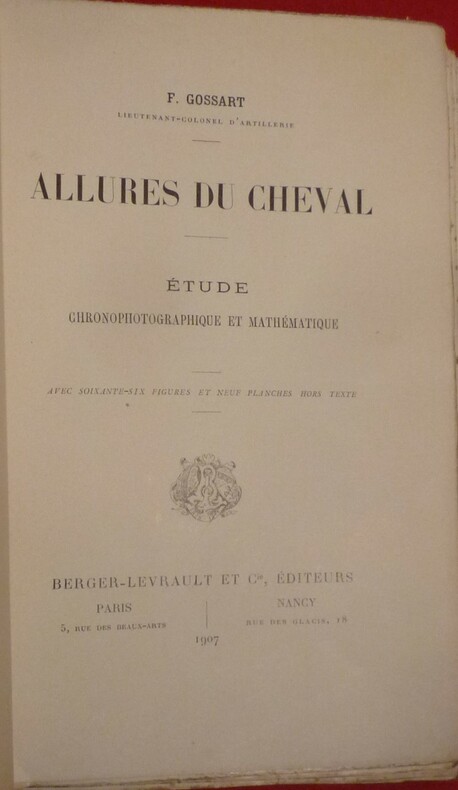 F. GOSSART
LIEUTENANT-COLONEL D'ARTILLERIE
ALLURES DU CHEVAL
ÉTUDE
CHRONOPHOTOGRAPHIQUE ET MATHÉMATIQUE
AVEC SOIXANTE-SIX FIGURES ET NEUF PLANCHES HORS TEXTE
BERGER-LEVRAULT ET Cie, ÉDITEURS
PARIS
5, RUE DES BEAUX-ARTS
NANCY
RUE DES GLACIS, 18
1907